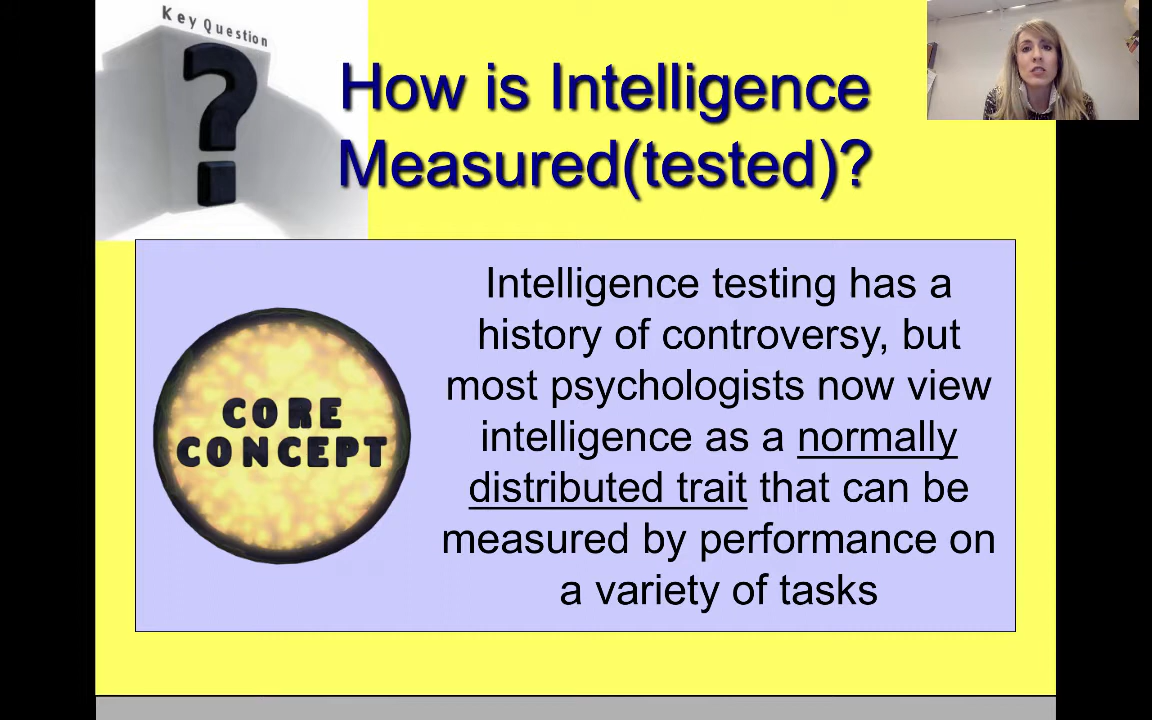 Key Question
?
How is Intelligence
Measured(tested)?
Intelligence testing has a
history of controversy, but
most psychologists now view
intelligence as a normally
distributed trait that can be
measured by performance on
a variety of tasks
CORE
CONCEPT